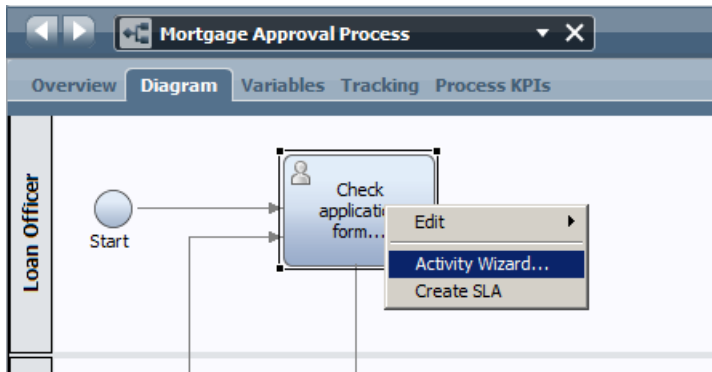 Mortgage Approval Process
Overview Diagram Variables Tracking Process KPIs
Loan Officer
Start
Check
applicatio
form...
Edit
Activity Wizard...
Create SLA